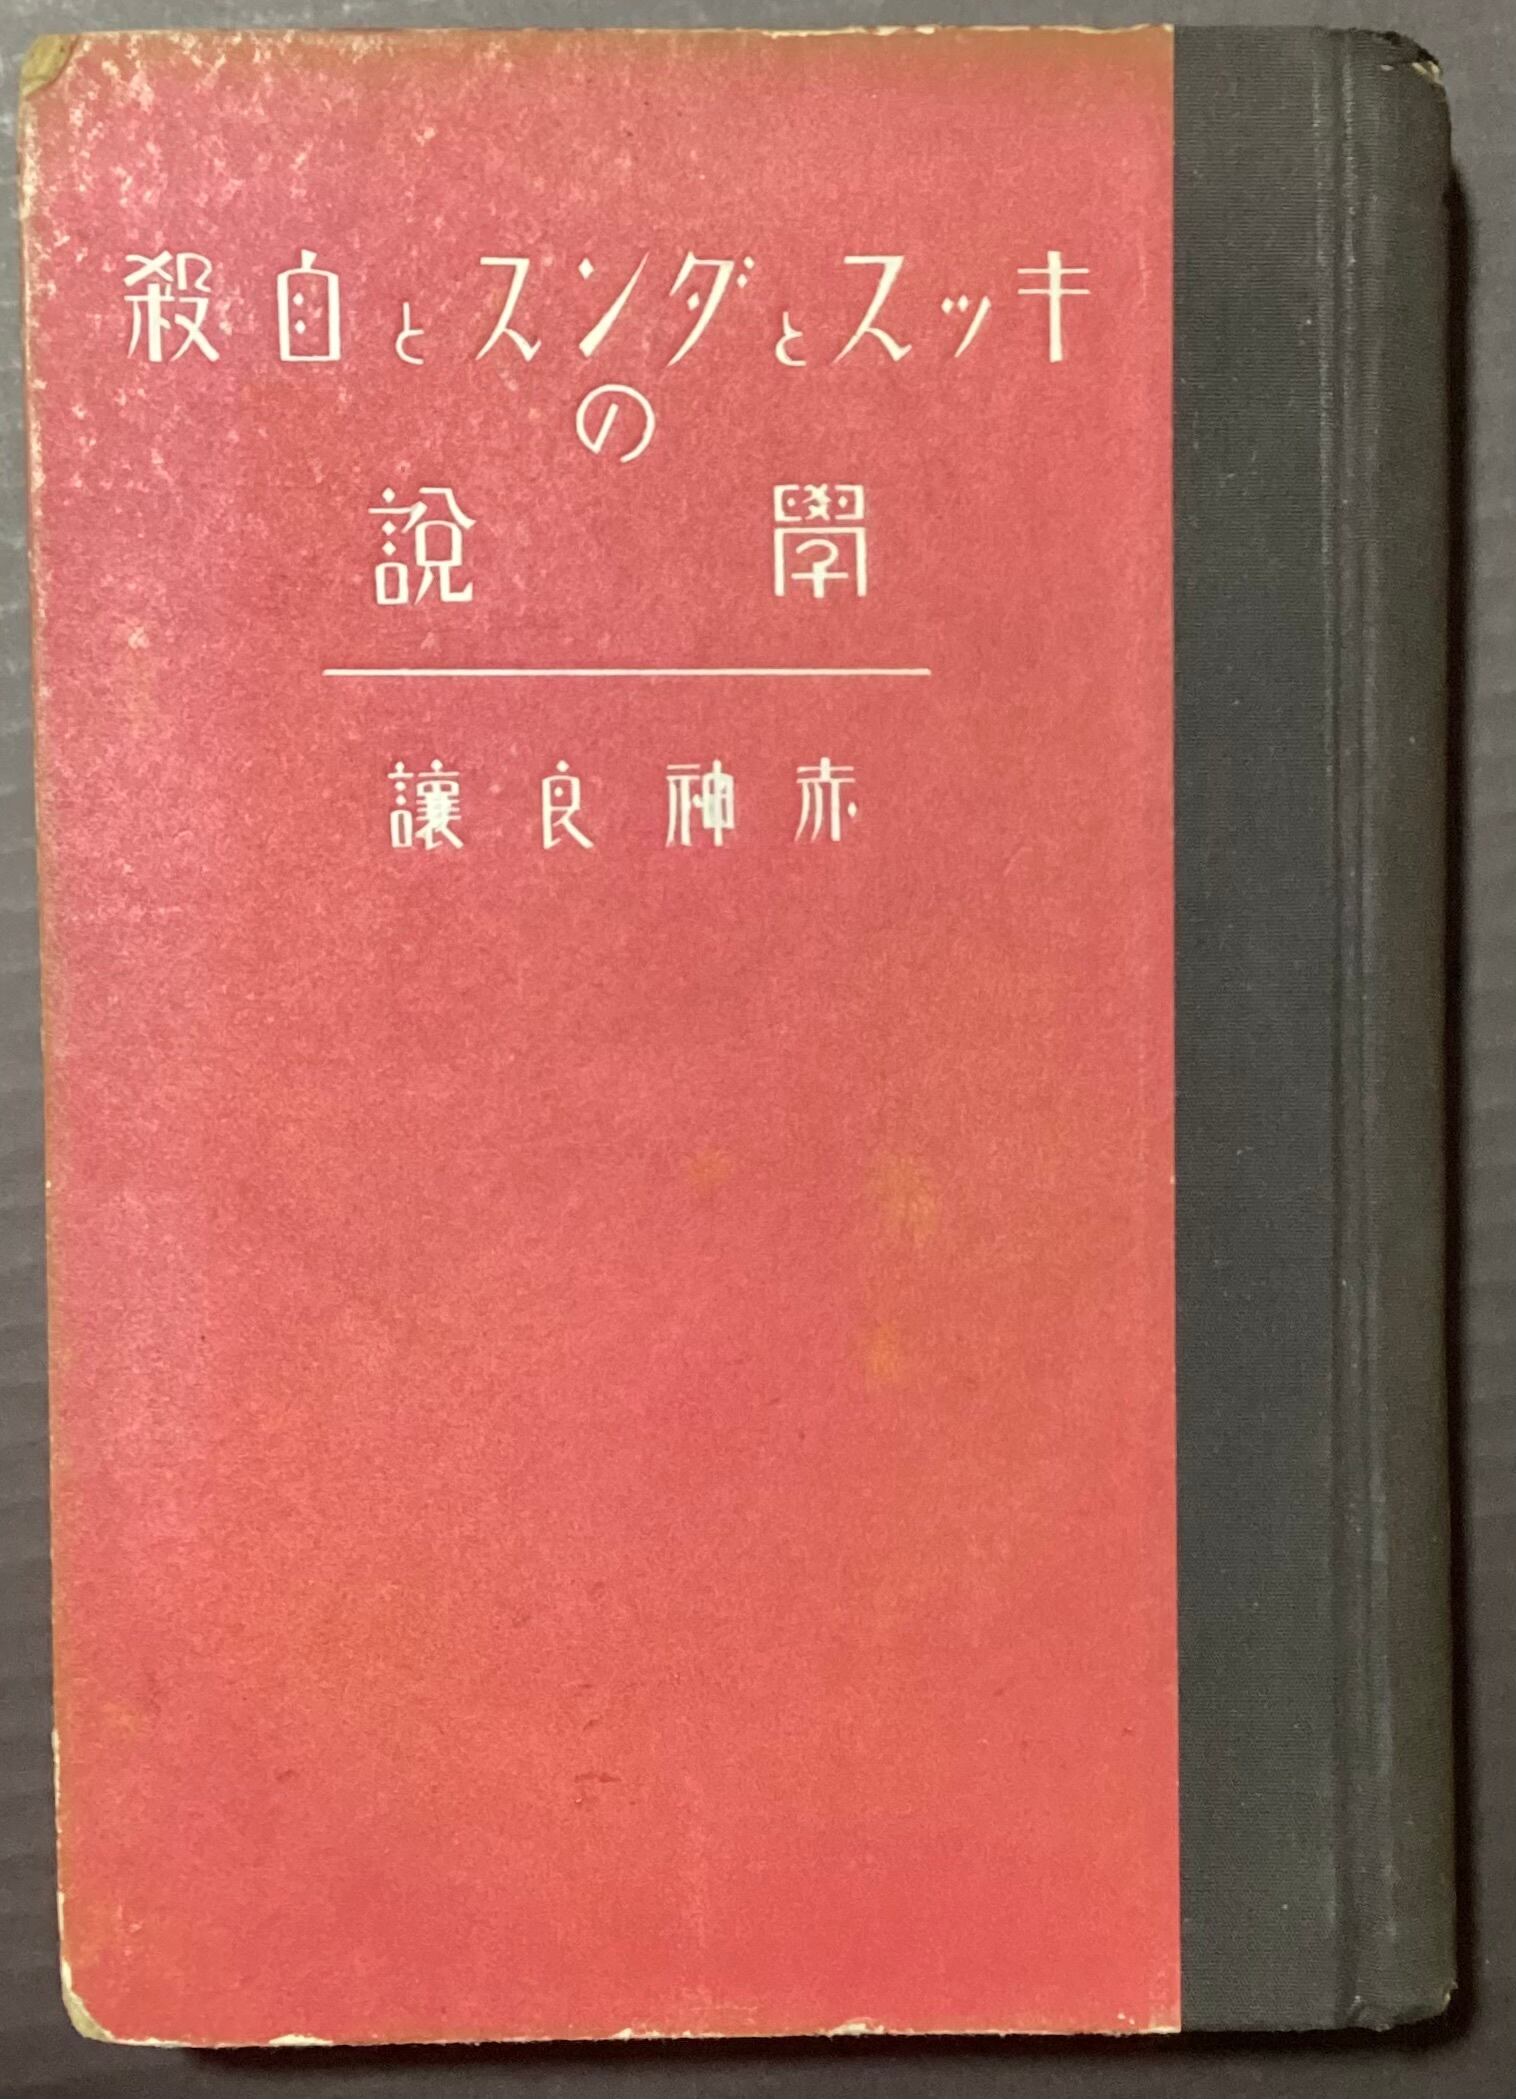 キッスとダンスと自殺
の
學說
赤神良讓